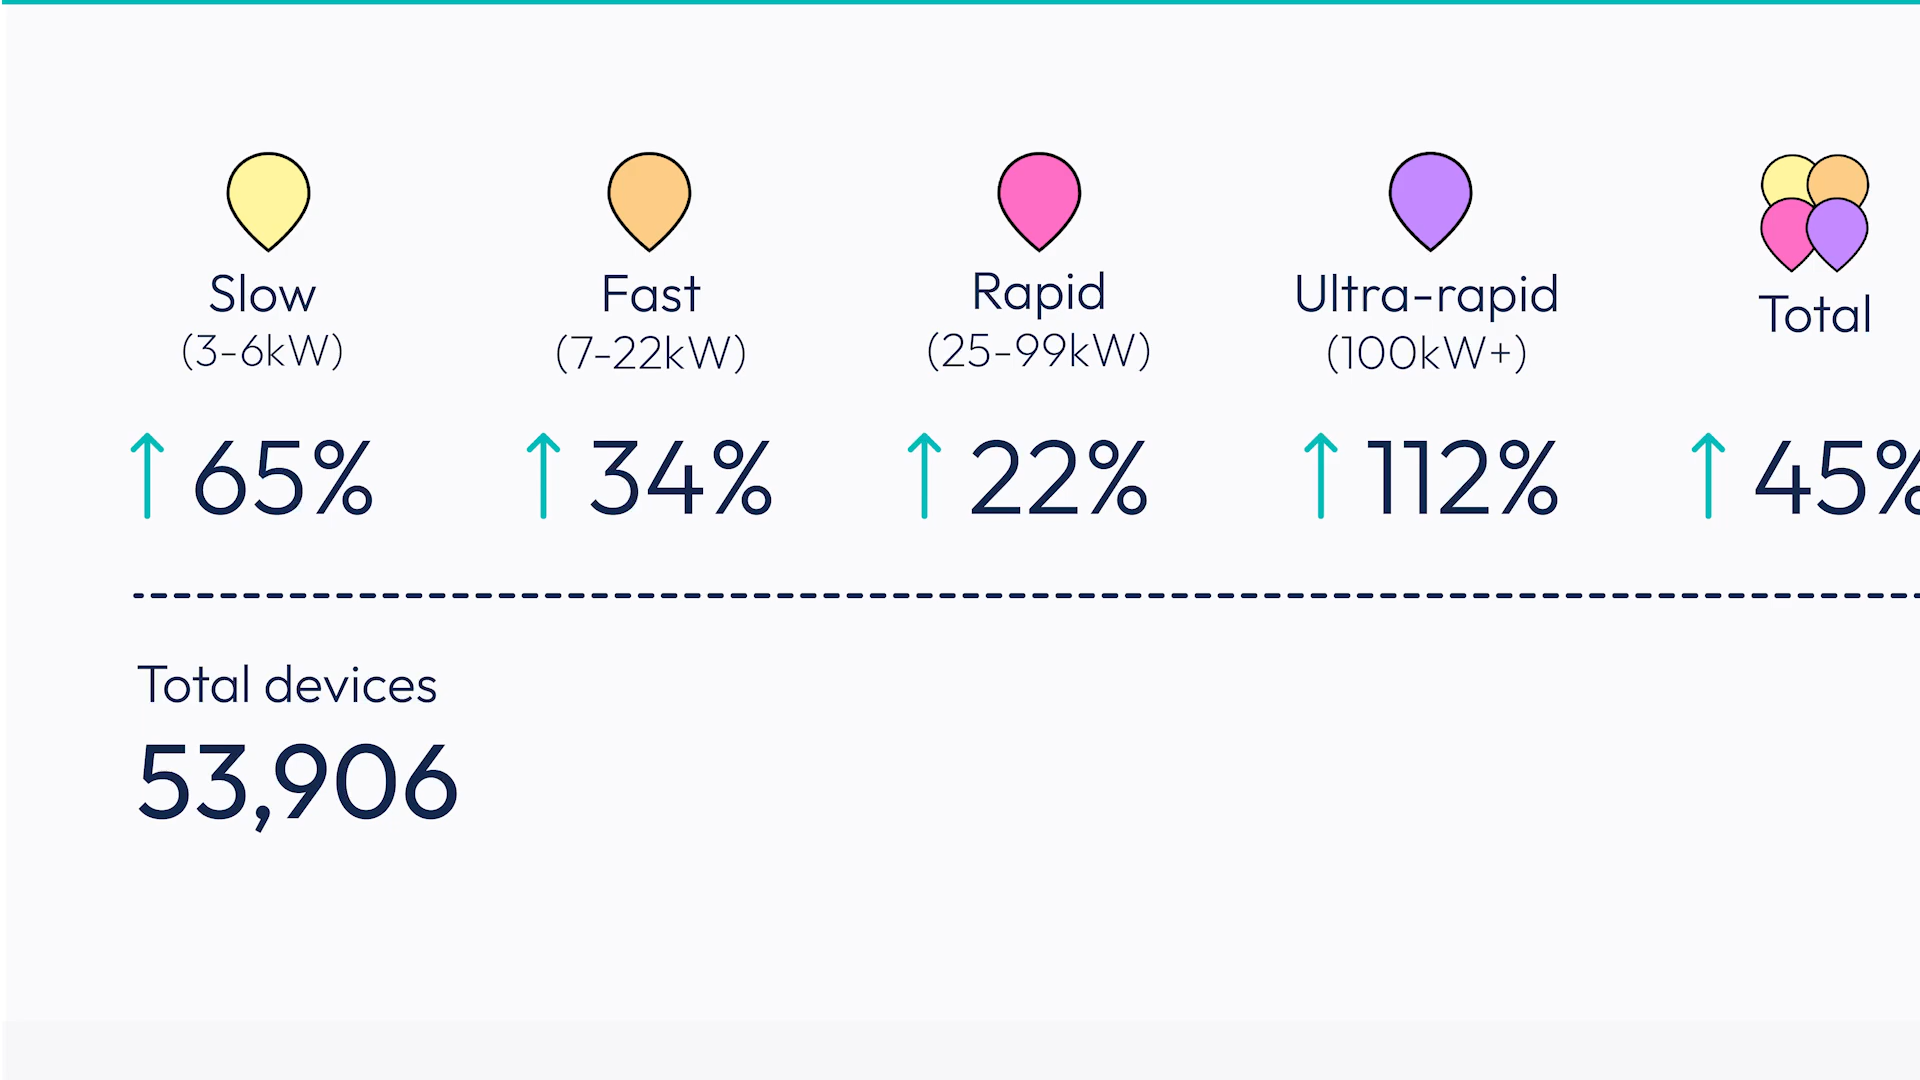 Slow
Fast
Rapid
Ultra-rapid
Total
(3-6kW)
(7-22kW)
(25-99kW)
(100kW+)
65%
34%
22%
112%
45%
Total devices
53,906